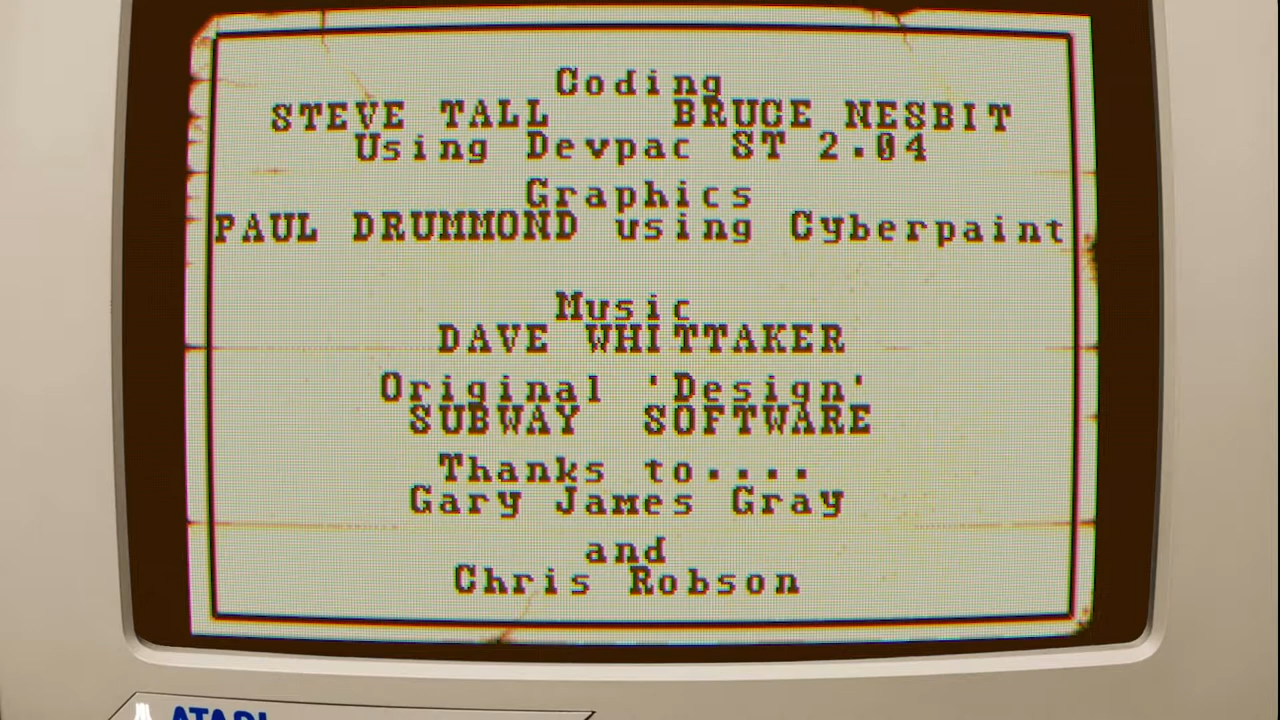 Coding
STEVE TALL BRUCE NESBIT
Using Devpac ST 2.04
Graphics
PAUL DRUMMOND using Cyberpaint
Music
DAVE WHITTAKER
Original 'Design'
SUBWAY SOFTWARE
Thanks to....
Gary James Gray
and
Chris Robson
ATARI